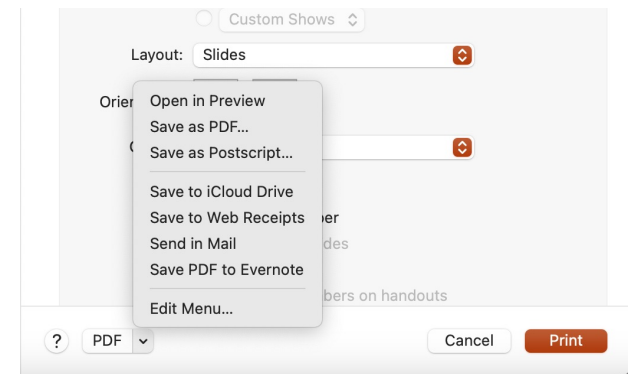 Custom Shows
Layout: Slides
Orier
Open in Preview
Save as PDF...
Save as Postscript...
Save to iCloud Drive
Save to Web Receipts
per
Send in Mail
des
Save PDF to Evernote
bers on handouts
Edit Menu...
? PDF Cancel Print